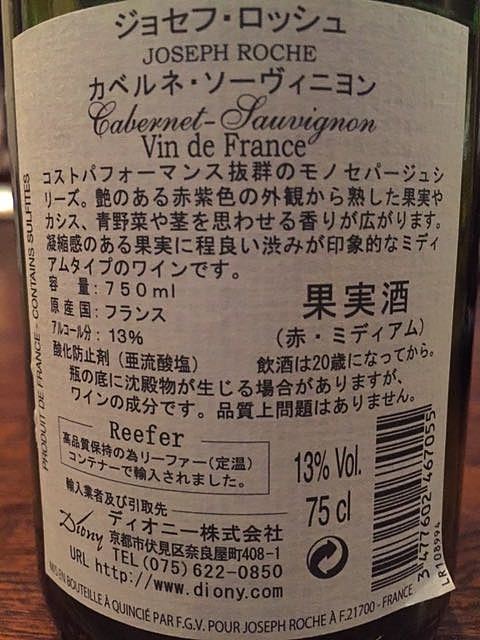 ジョセフ・ロッシュ
JOSEPH ROCHE
カベルネ・ソーヴィニヨン
Cabernet-Sauvignon
Vin de France
コストパフォーマンス抜群のモノセパージュシ
リーズ。艶のある赤紫色の外観から熟した果実や
カシス、青野菜や茎を思わせる香りが広がります。
凝縮感のある果実に程良い渋みが印象的なミディ
アムタイプのワインです。
容　量：750ml
原産国：フランス
アルコール分：13%
果実酒
（赤・ミディアム）
酸化防止剤（亜硫酸塩）
飲酒は20歳になってから。
瓶の底に沈殿物が生じる場合がありますが、
ワインの成分です。品質上問題はありません。
Reefer
高品質保持の為リーファー（定温）
コンテナーで輸入されました。
13% Vol.
75 cl
輸入業者及び引取先
Diony ディオニー株式会社
京都市伏見区奈良屋町408-1
TEL(075)622-0850
URL http://www.diony.com
MIS EN BOUTEILLE À QUINCIÉ PAR F.G.V. POUR JOSEPH ROCHE À F.21700 - FRANCE
PRODUIT DE FRANCE - CONTAINS SULFITES
3 477602 467055
LR108994